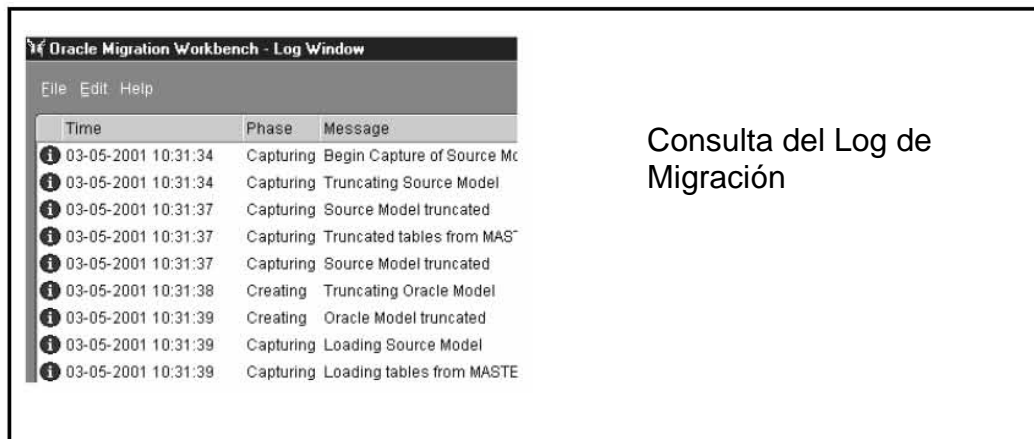 Oracle Migration Workbench - Log Window
File Edit Help
Time Phase Message
03-05-2001 10:31:34 Capturing Begin Capture of Source Mo
03-05-2001 10:31:34 Capturing Truncating Source Model
03-05-2001 10:31:37 Capturing Source Model truncated
03-05-2001 10:31:37 Capturing Truncated tables from MAST
03-05-2001 10:31:37 Capturing Source Model truncated
03-05-2001 10:31:38 Creating Truncating Oracle Model
03-05-2001 10:31:39 Creating Oracle Model truncated
03-05-2001 10:31:39 Capturing Loading Source Model
03-05-2001 10:31:39 Capturing Loading tables from MASTE
Consulta del Log de
Migración